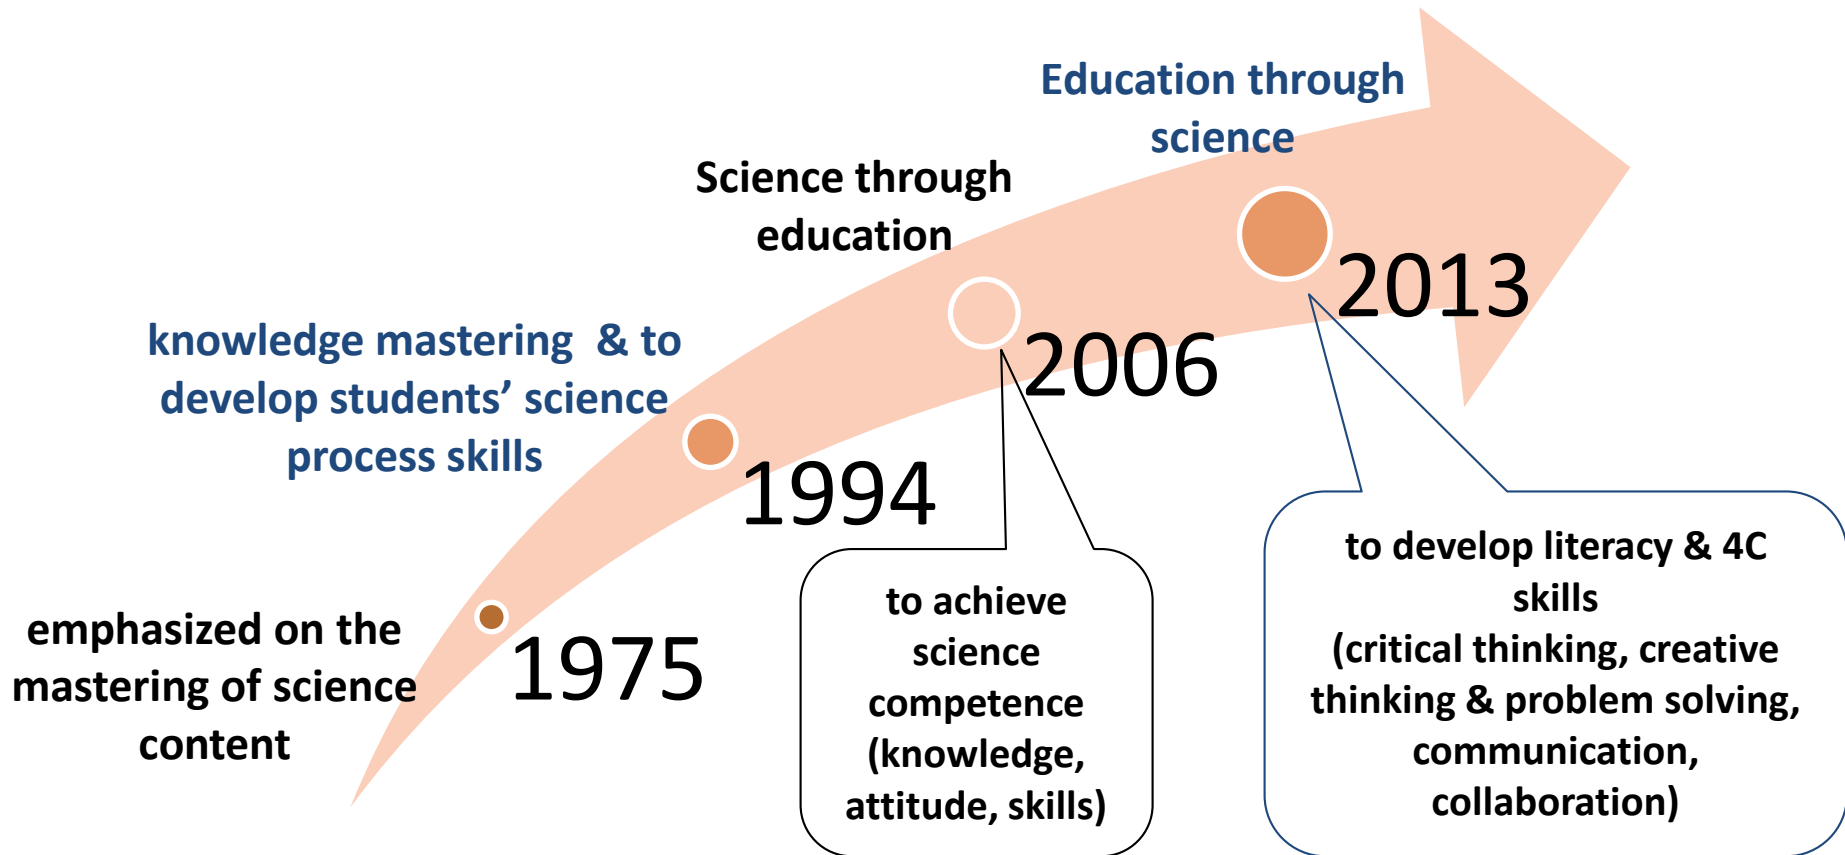 emphasized on the
mastering of science
content
1975
knowledge mastering & to
develop students’ science
process skills
1994
Science through
education
2006
to achieve
science
competence
(knowledge,
attitude, skills)
Education through
science
2013
to develop literacy & 4C
skills
(critical thinking, creative
thinking & problem solving,
communication,
collaboration)